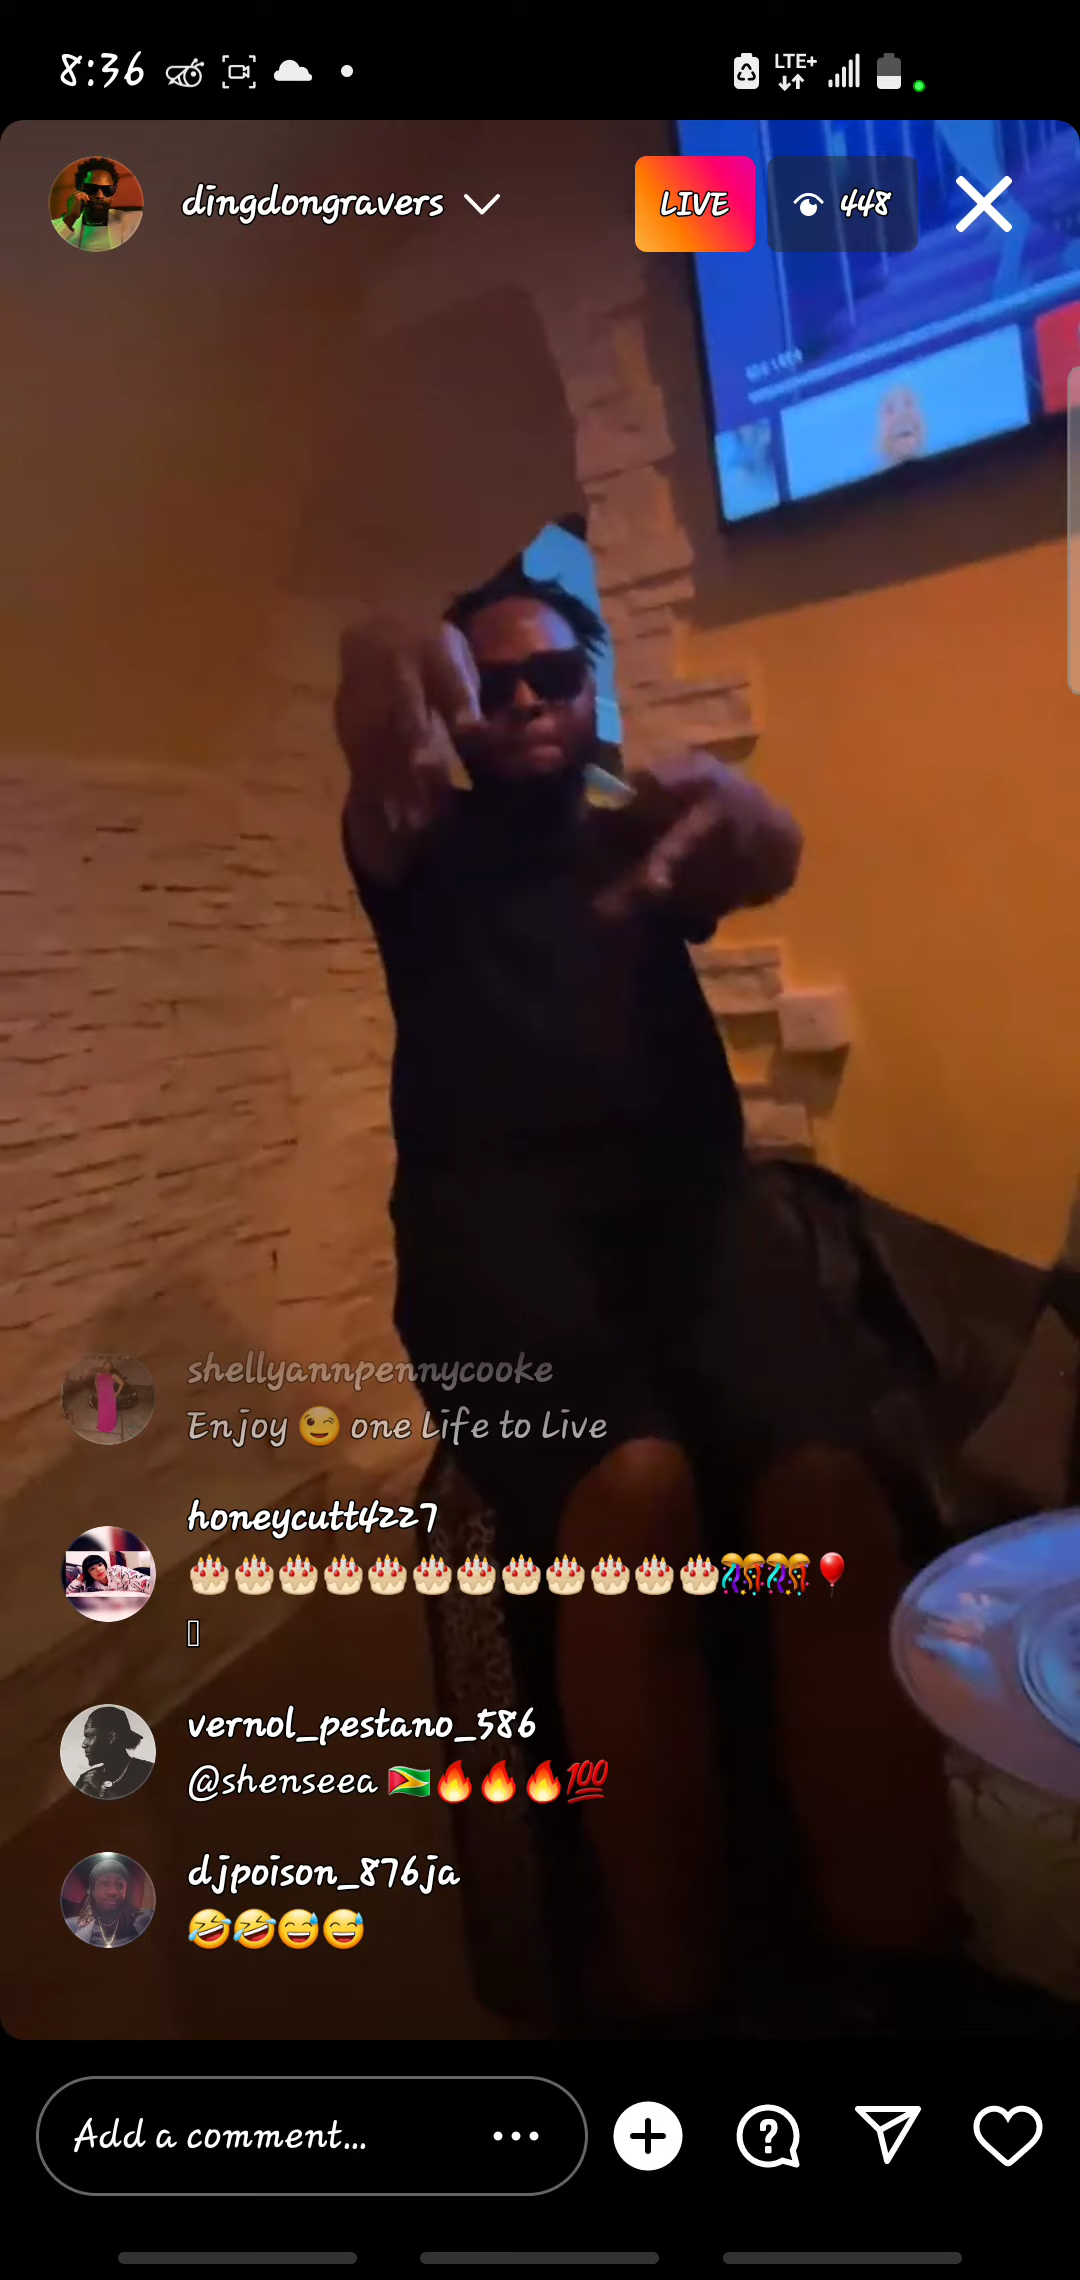 8:36
LTE+
dingdongravers
LIVE
448
shellyannpennycooke
Enjoy 😉 one Life to Live
honeycutt4227
🎂🎂🎂🎂🎂🎂🎂🎂🎂🎂🎂🎂🎊🎊🎈
vernol_pestano_586
@shenseea 🇬🇾🔥🔥🔥💯
djpoison_876ja
🤣🤣😅😅
Add a comment...